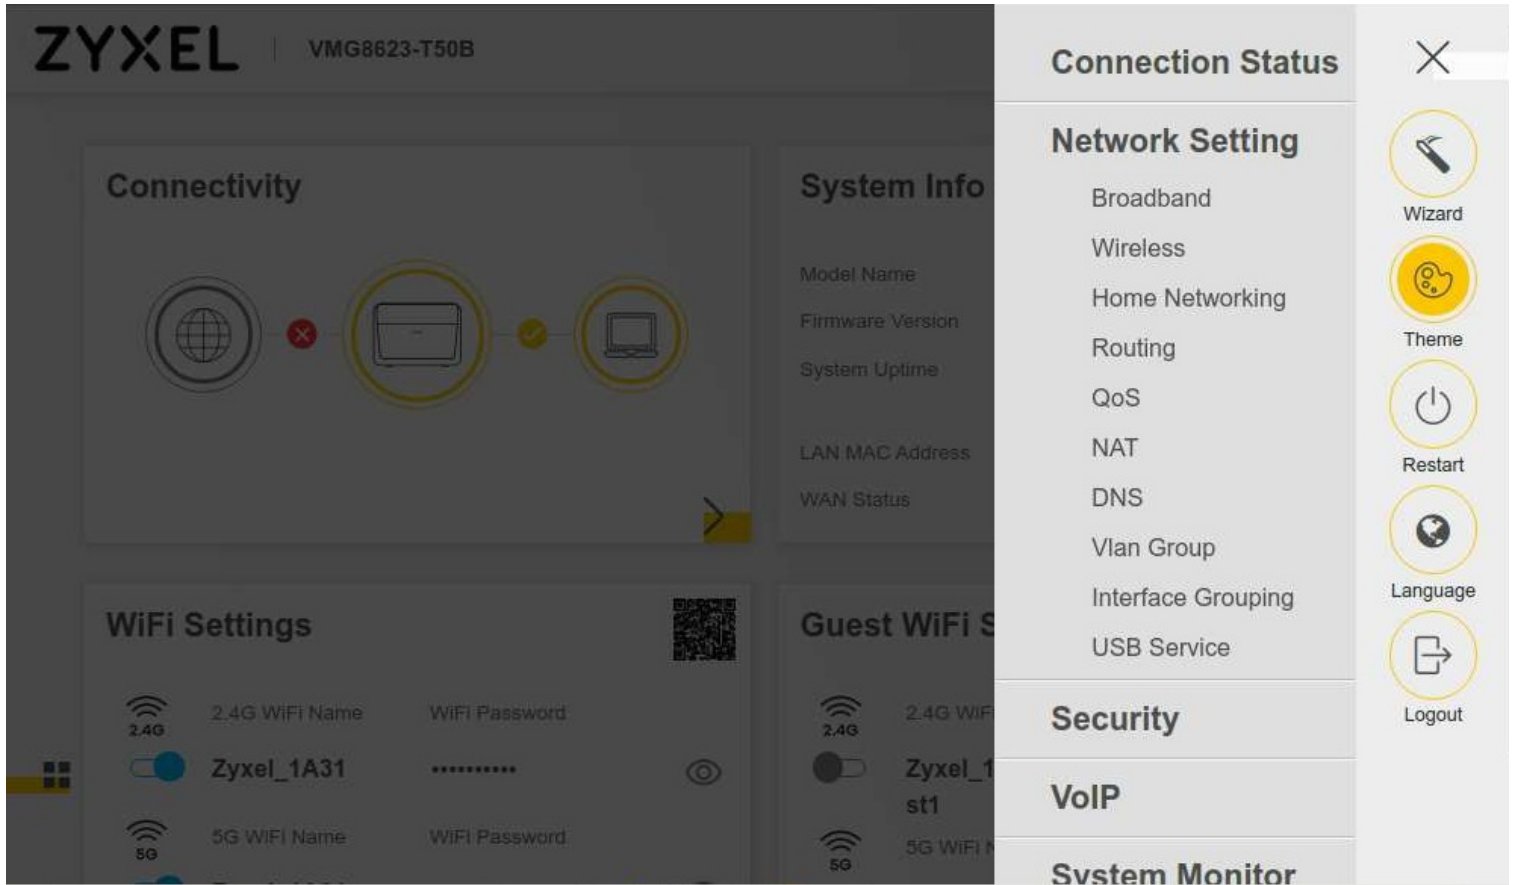 ZYXEL VMG8623-T50B
Connectivity
System Info
Model Name
Firmware Version
System Uptime
LAN MAC Address
WAN Status
WiFi Settings
2.4G
2.4G WiFi Name WiFi Password
Zyxel_1A31 ••••••••••
5G
5G WiFi Name WiFi Password
Guest WiFi S
2.4G
2.4G WiF
Zyxel_1
st1
5G
5G WiFi N
Connection Status
Network Setting
Broadband
Wireless
Home Networking
Routing
QoS
NAT
DNS
Vlan Group
Interface Grouping
USB Service
Security
VoIP
System Monitor
Wizard
Theme
Restart
Language
Logout